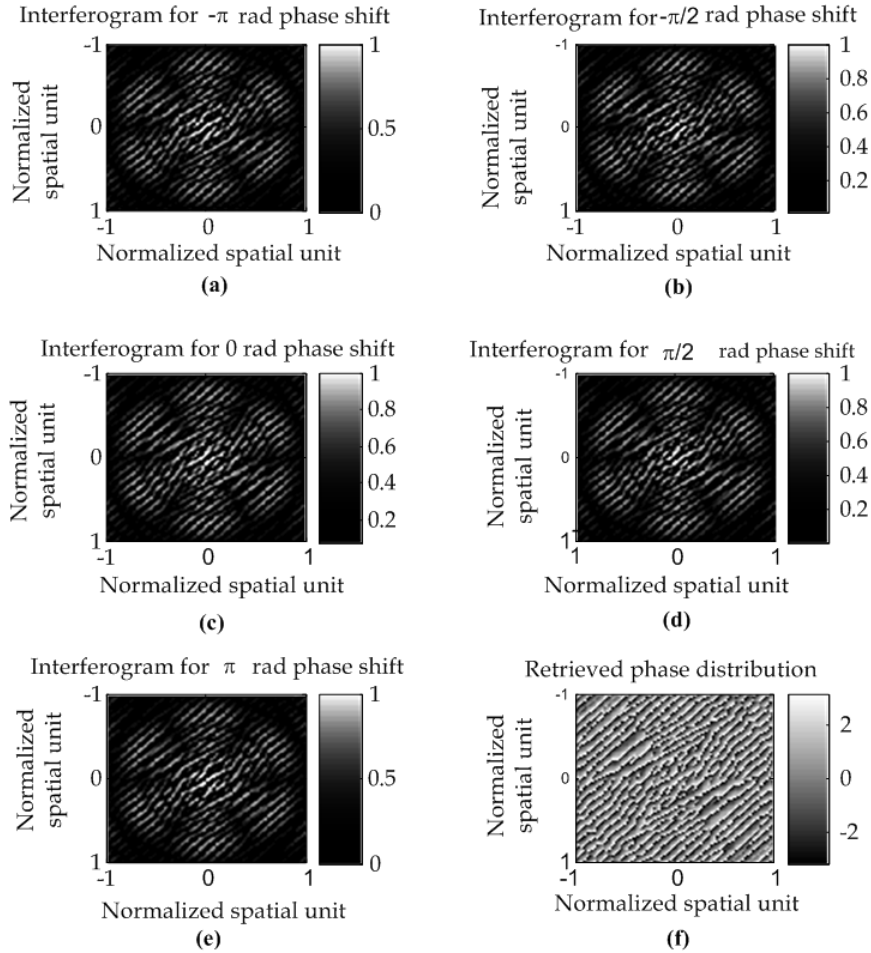 Interferogram for -π rad phase shift
-1
0
1
Normalized spatial unit
-1 0 1
Normalized spatial unit
1
0.5
0
(a)
Interferogram for-π/2 rad phase shift
-1
0
1
Normalized spatial unit
-1 0 1
Normalized spatial unit
1
0.8
0.6
0.4
0.2
(b)
Interferogram for 0 rad phase shift
-1
0
1
Normalized spatial unit
-1 0 1
Normalized spatial unit
1
0.8
0.6
0.4
0.2
(c)
Interferogram for π/2 rad phase shift
-1
0
1
Normalized spatial unit
1 0 1
Normalized spatial unit
1
0.8
0.6
0.4
0.2
(d)
Interferogram for π rad phase shift
-1
0
1
Normalized spatial unit
-1 0 1
Normalized spatial unit
1
0.5
0
(e)
Retrieved phase distribution
-1
0
1
Normalized spatial unit
-1 0 1
Normalized spatial unit
2
0
-2
(f)